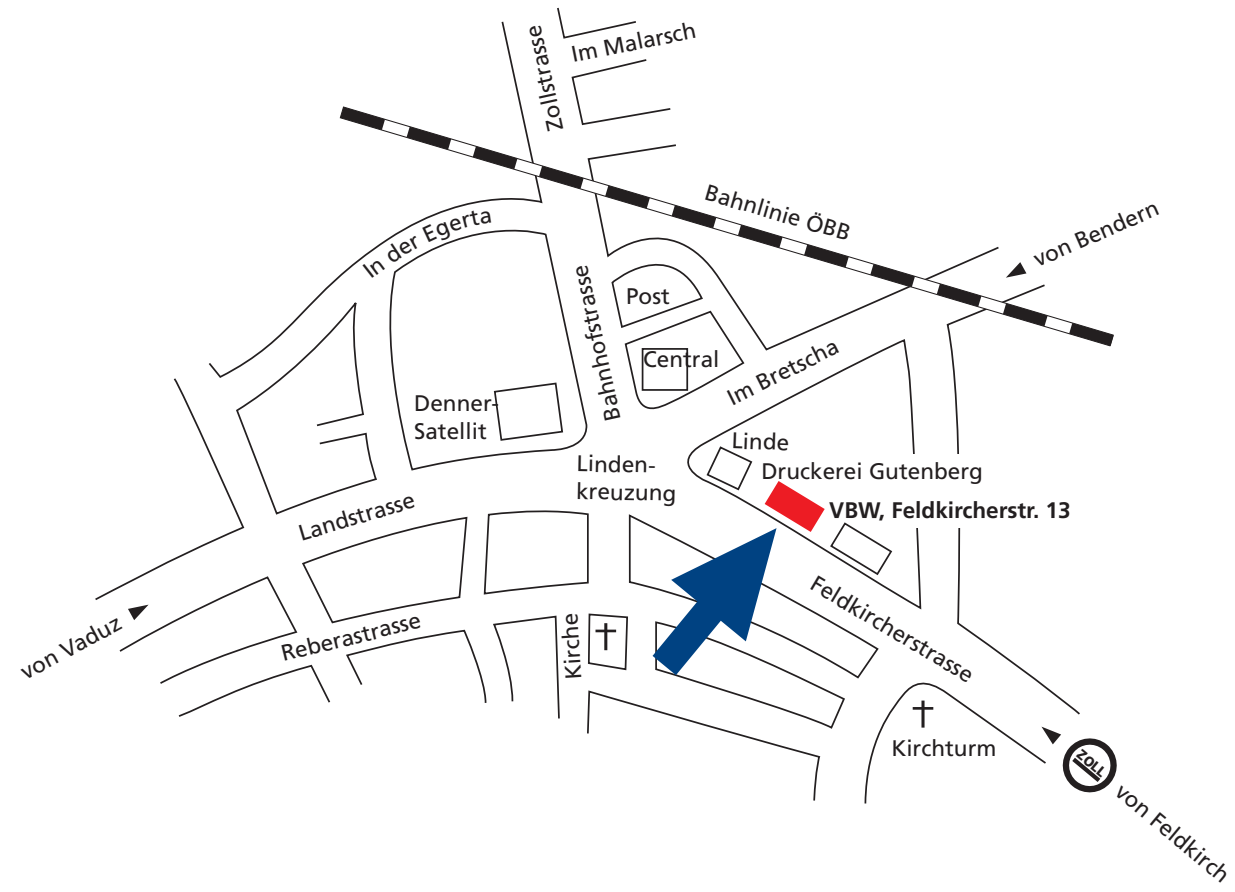 Zollstrasse
Im Malarsch
Bahnlinie ÖBB
von Bendern
In der Egerta
Bahnhofstrasse
Post
Central
Im Bretscha
Denner-
Satellit
Linde
Linden-
kreuzung
Druckerei Gutenberg
VBW, Feldkircherstr. 13
Landstrasse
Feldkircherstrasse
von Vaduz
Reberastrasse
Kirche
Kirchturm
ZOLL
von Feldkirch